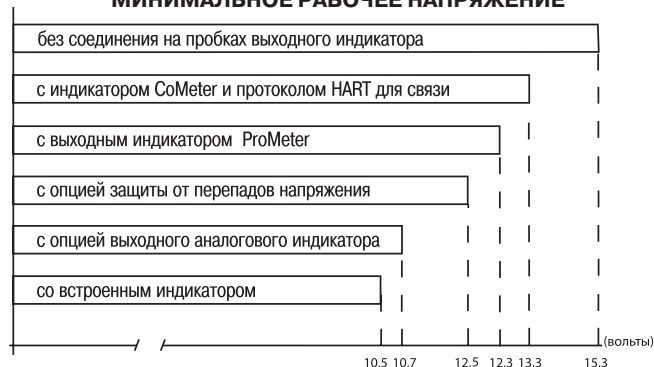 МИНИМАЛЬНОЕ РАБОЧЕЕ НАПРЯЖЕНИЕ
без соединения на пробках выходного индикатора
с индикатором CoMeter и протоколом HART для связи
с выходным индикатором ProMeter
с опцией защиты от перепадов напряжения
с опцией выходного аналогового индикатора
со встроенным индикатором
(вольты)
10.5 10.7 12.5 12.3 13.3 15.3